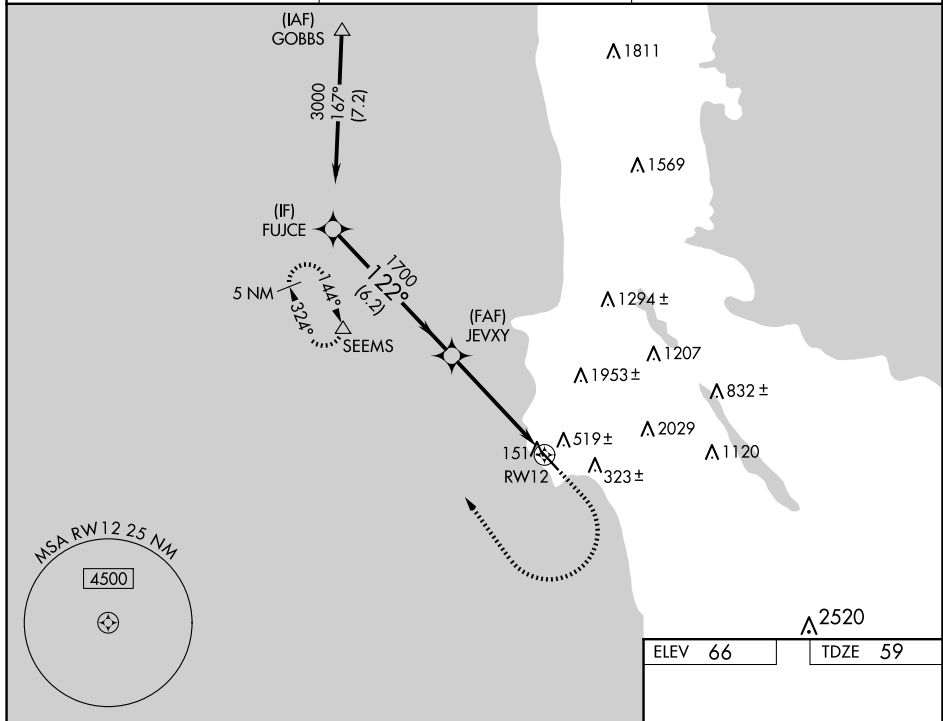 (IAF)
GOBBS
3000
167°
(7.2)
1811
1569
(IF)
FUJCE
1700
122°
(6.2)
5 NM
144°
324°
SEEMS
(FAF)
JEVXY
1294 ±
1207
1953 ±
832 ±
2029
519 ±
1120
151
RW12
323 ±
MSA RW12 25 NM
4500
2520
ELEV 66
TDZE 59